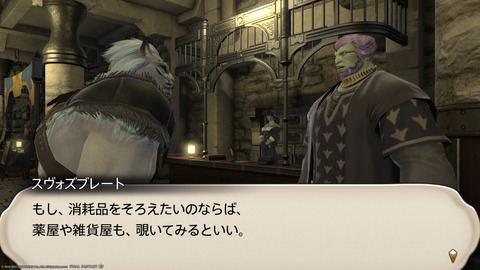 スヴォズブレート
もし、消耗品をそろえたいのならば、
薬屋や雑貨屋も、覗いてみるといい。